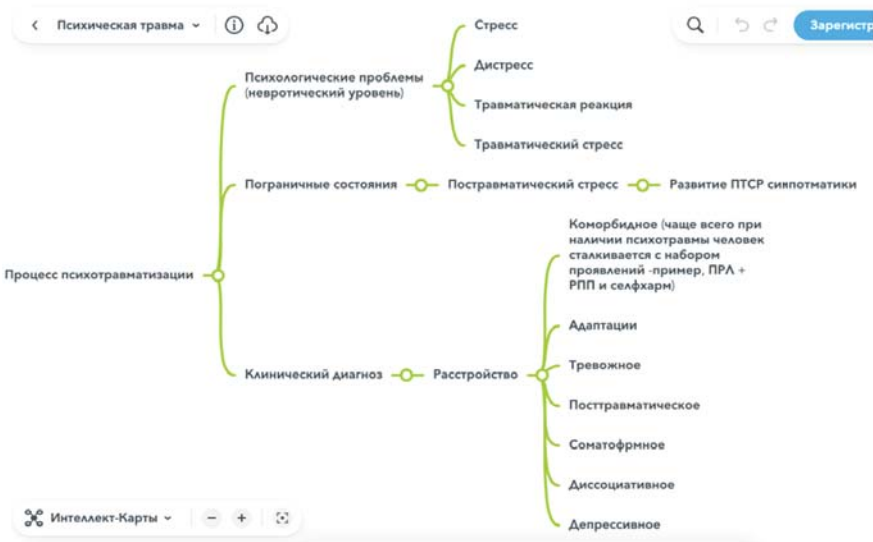 Психическая травма
Зарегистр
Стресс
Психологические проблемы
(невротический уровень)
Дистресс
Травматическая реакция
Травматический стресс
Пограничные состояния
Постравматический стресс
Развитие ПТСР симпотматики
Процесс психотравматизации
Коморбидное (чаще всего при
наличии психотравмы человек
сталкивается с набором
проявлений -пример, ПРЛ +
РПП и селфхарм)
Адаптации
Клинический диагноз
Расстройство
Тревожное
Посттравматическое
Соматофрмное
Диссоциативное
Депрессивное
Интеллект-Карты